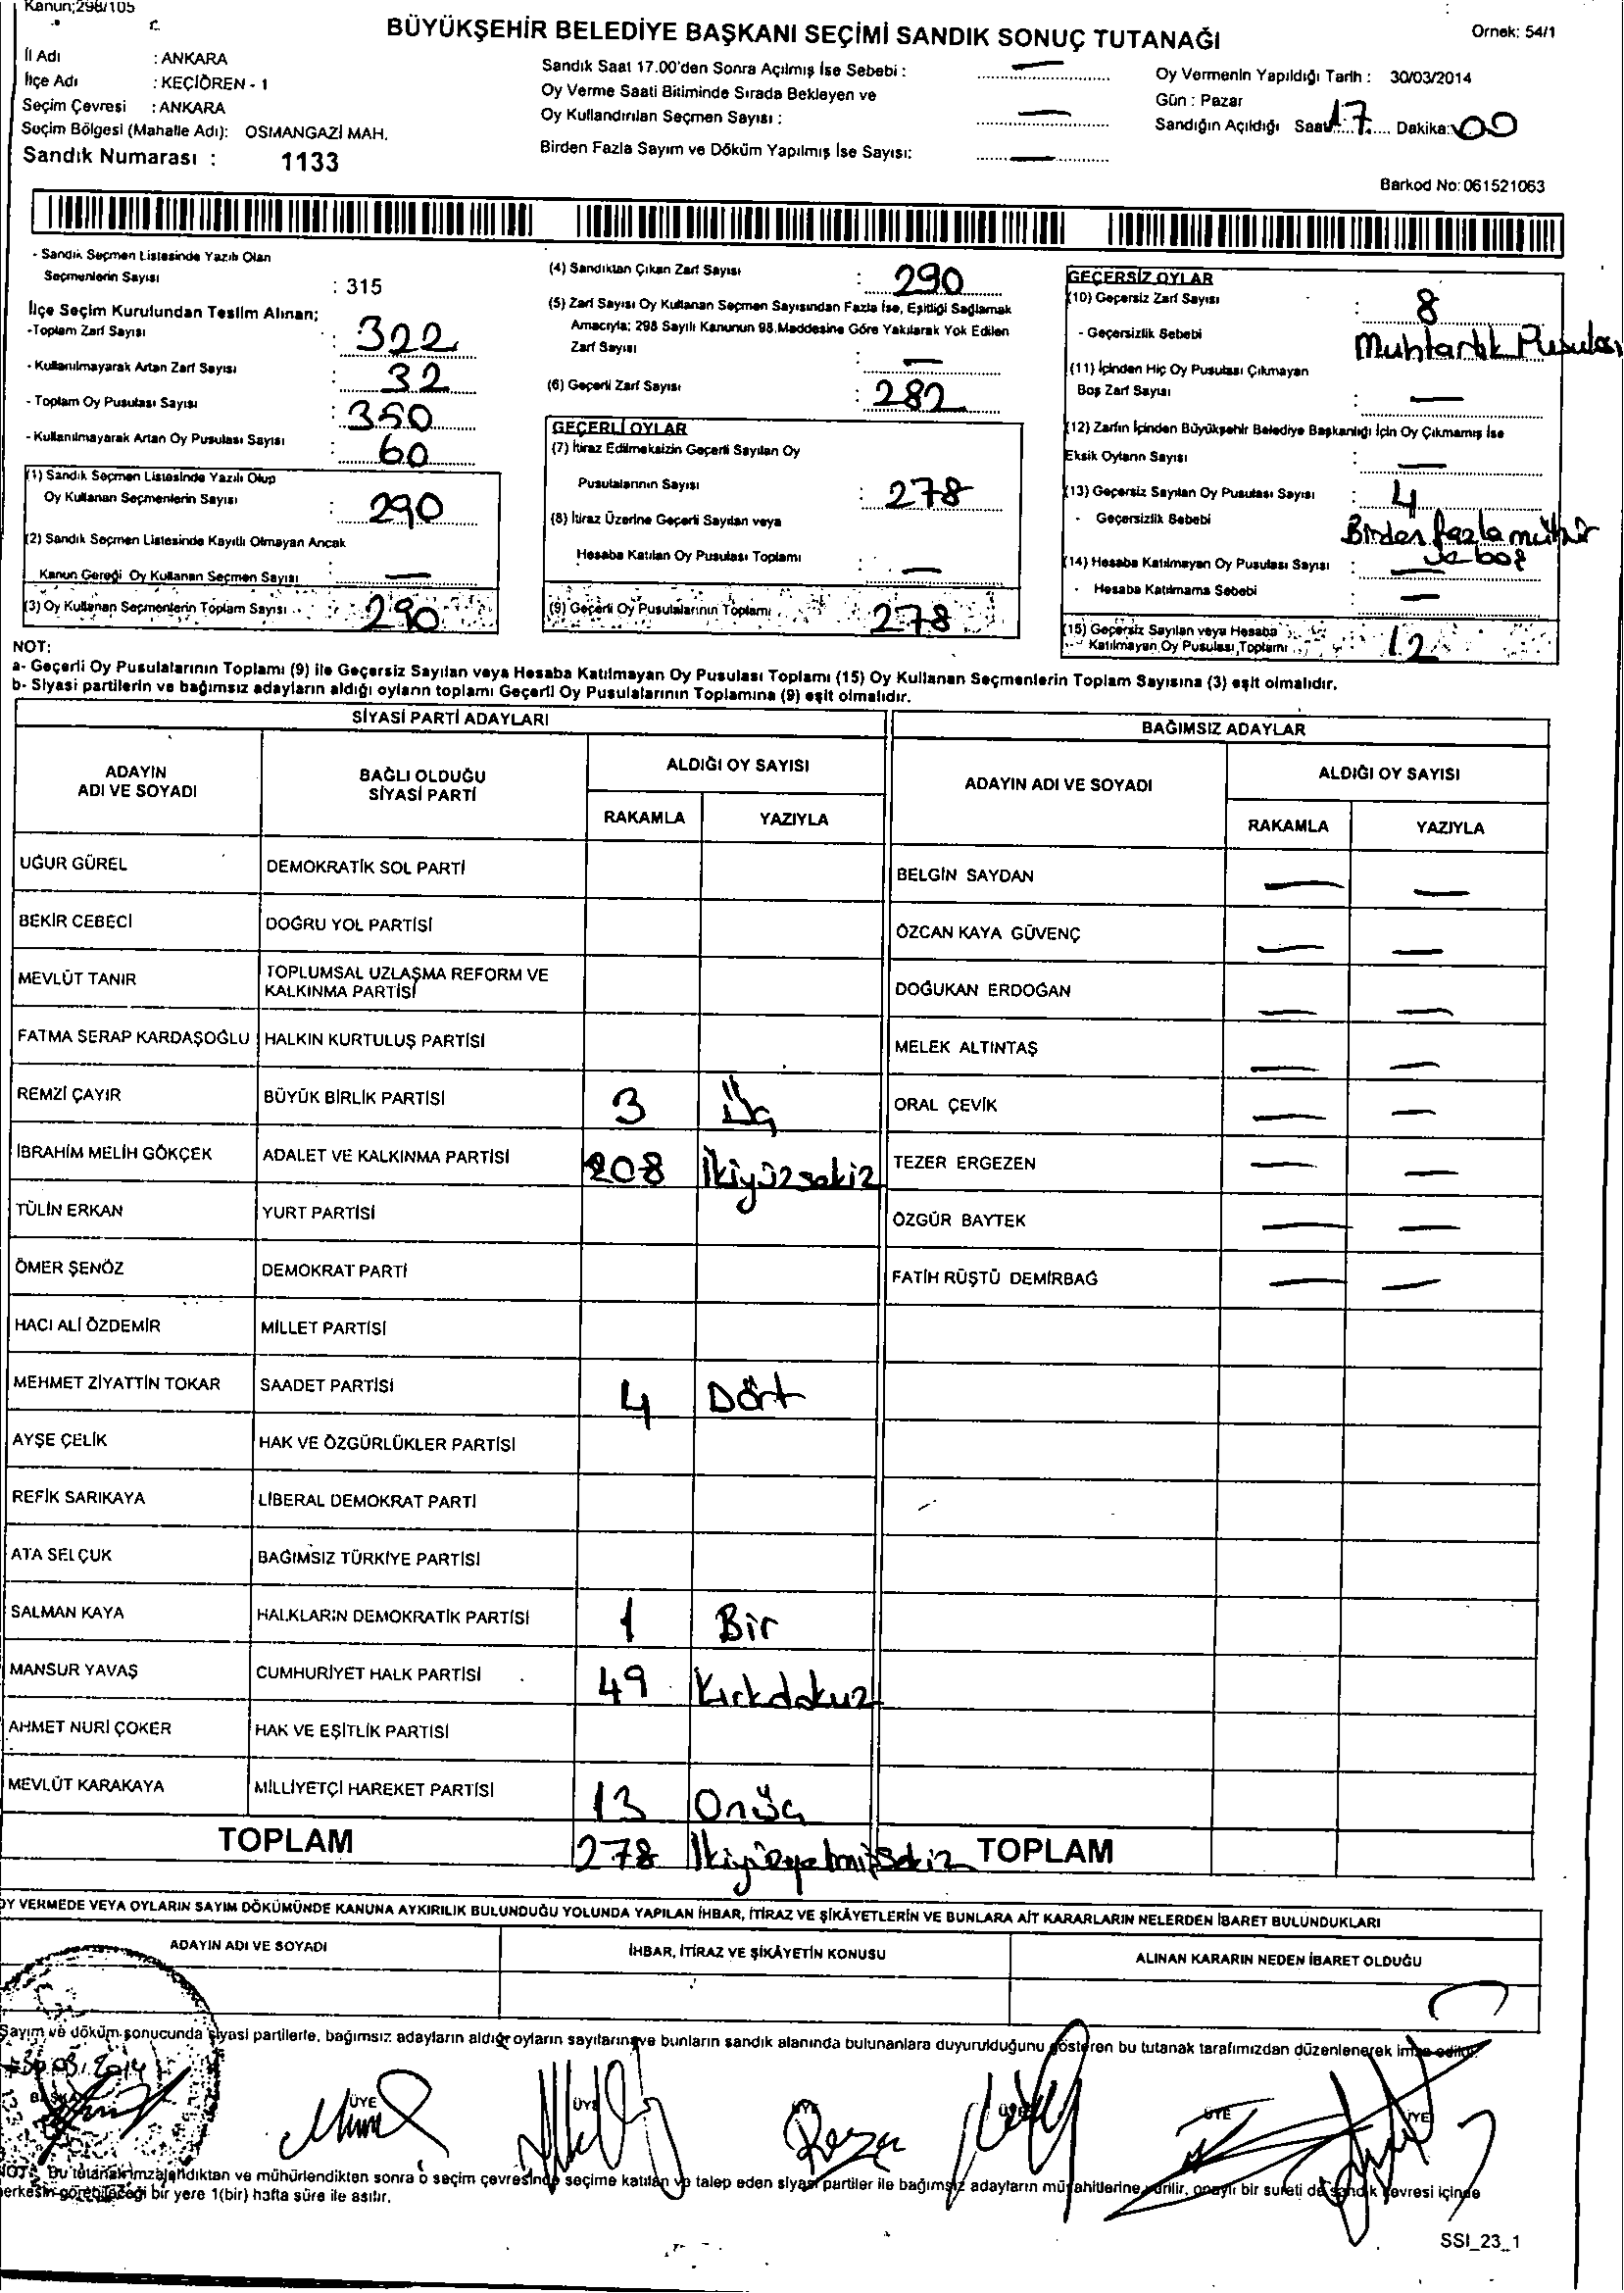 Kanun;298/105
BÜYÜKŞEHİR BELEDİYE BAŞKANI SEÇİMİ SANDIK SONUÇ TUTANAĞI
Ornek: 54/1
İl Adı : ANKARA
İlçe Adı : KEÇİÖREN - 1
Seçim Çevresi : ANKARA
Seçim Bölgesi (Mahalle Adı): OSMANGAZİ MAH.
Sandık Numarası : 1133
Sandık Saat 17.00'den Sonra Açılmış İse Sebebi : —
Oy Verme Saati Bitiminde Sırada Bekleyen ve
Oy Kullandırılan Seçmen Sayısı : —
Birden Fazla Sayım ve Döküm Yapılmış İse Sayısı: —
Oy Vermenin Yapıldığı Tarih : 30/03/2014
Gün : Pazar
Sandığın Açıldığı Saat 17 Dakika: 00
Barkod No: 061521063
- Sandık Seçmen Listesinde Yazılı Olan
Seçmenlerin Sayısı : 315
İlçe Seçim Kurulundan Teslim Alınan;
-Toplam Zarf Sayısı : 322
- Kullanılmayarak Artan Zarf Sayısı : 32
- Toplam Oy Pusulası Sayısı : 350
- Kullanılmayarak Artan Oy Pusulası Sayısı : 60
(1) Sandık Seçmen Listesinde Yazılı Olup
Oy Kullanan Seçmenlerin Sayısı : 290
(2) Sandık Seçmen Listesinde Kayıtlı Olmayan Ancak
Kanun Gereği Oy Kullanan Seçmen Sayısı : —
(3) Oy Kullanan Seçmenlerin Toplam Sayısı : 290
(4) Sandıktan Çıkan Zarf Sayısı : 290
(5) Zarf Sayısı Oy Kullanan Seçmen Sayısından Fazla İse, Eşitliği Sağlamak
Amacıyla; 298 Sayılı Kanunun 98.Maddesine Göre Yakılarak Yok Edilen
Zarf Sayısı : —
(6) Geçerli Zarf Sayısı : 282
GEÇERLİ OYLAR
(7) İtiraz Edilmeksizin Geçerli Sayılan Oy
Pusulalarının Sayısı : 278
(8) İtiraz Üzerine Geçerli Sayılan veya
Hesaba Katılan Oy Pusulası Toplamı : —
(9) Geçerli Oy Pusulalarının Toplamı : 278
GEÇERSİZ OYLAR
(10) Geçersiz Zarf Sayısı : 8
- Geçersizlik Sebebi Muhtarlık Pusulası
(11) İçinden Hiç Oy Pusulası Çıkmayan
Boş Zarf Sayısı : —
(12) Zarfın İçinden Büyükşehir Belediye Başkanlığı İçin Oy Çıkmamış İse
Eksik Oyların Sayısı : —
(13) Geçersiz Sayılan Oy Pusulası Sayısı : 4
- Geçersizlik Sebebi Birden fazla mühür
ve boş
(14) Hesaba Katılmayan Oy Pusulası Sayısı : —
- Hesaba Katılmama Sebebi : —
(15) Geçersiz Sayılan veya Hesaba
Katılmayan Oy Pusulası Toplamı : 12
NOT:
a- Geçerli Oy Pusulalarının Toplamı (9) ile Geçersiz Sayılan veya Hesaba Katılmayan Oy Pusulası Toplamı (15) Oy Kullanan Seçmenlerin Toplam Sayısına (3) eşit olmalıdır.
b- Siyasi partilerin ve bağımsız adayların aldığı oyların toplamı Geçerli Oy Pusulalarının Toplamına (9) eşit olmalıdır.
SİYASİ PARTİ ADAYLARI
ADAYIN ADI VE SOYADI
BAĞLI OLDUĞU SİYASİ PARTİ
ALDIĞI OY SAYISI
RAKAMLA YAZIYLA
UĞUR GÜREL DEMOKRATİK SOL PARTİ
BEKİR CEBECİ DOĞRU YOL PARTİSİ
MEVLÜT TANIR TOPLUMSAL UZLAŞMA REFORM VE
KALKINMA PARTİSİ
FATMA SERAP KARDAŞOĞLU HALKIN KURTULUŞ PARTİSİ
REMZİ ÇAYIR BÜYÜK BİRLİK PARTİSİ 3 Üç
İBRAHİM MELİH GÖKÇEK ADALET VE KALKINMA PARTİSİ 208 İkiyüzsekiz
TÜLİN ERKAN YURT PARTİSİ
ÖMER ŞENÖZ DEMOKRAT PARTİ
HACI ALİ ÖZDEMİR MİLLET PARTİSİ
MEHMET ZİYATTİN TOKAR SAADET PARTİSİ 4 Dört
AYŞE ÇELİK HAK VE ÖZGÜRLÜKLER PARTİSİ
REFİK SARIKAYA LİBERAL DEMOKRAT PARTİ
ATA SELÇUK BAĞIMSIZ TÜRKİYE PARTİSİ
SALMAN KAYA HALKLARIN DEMOKRATİK PARTİSİ 1 Bir
MANSUR YAVAŞ CUMHURİYET HALK PARTİSİ 49 Kırkdokuz
AHMET NURİ ÇOKER HAK VE EŞİTLİK PARTİSİ
MEVLÜT KARAKAYA MİLLİYETÇİ HAREKET PARTİSİ 13 Onüç
TOPLAM 278 İkiyüzyetmişsekiz
BAĞIMSIZ ADAYLAR
ADAYIN ADI VE SOYADI
ALDIĞI OY SAYISI
RAKAMLA YAZIYLA
BELGİN SAYDAN — —
ÖZCAN KAYA GÜVENÇ — —
DOĞUKAN ERDOĞAN — —
MELEK ALTINTAŞ — —
ORAL ÇEVİK — —
TEZER ERGEZEN — —
ÖZGÜR BAYTEK — —
FATİH RÜŞTÜ DEMİRBAĞ — —
TOPLAM
OY VERMEDE VEYA OYLARIN SAYIM DÖKÜMÜNDE KANUNA AYKIRILIK BULUNDUĞU YOLUNDA YAPILAN İHBAR, İTİRAZ VE ŞİKÂYETLERİN VE BUNLARA AİT KARARLARIN NELERDEN İBARET BULUNDUKLARI
ADAYIN ADI VE SOYADI
İHBAR, İTİRAZ VE ŞİKÂYETİN KONUSU
ALINAN KARARIN NEDEN İBARET OLDUĞU
Sayım ve döküm sonucunda siyasi partilerle, bağımsız adayların aldığı oyların sayılarını ve bunların sandık alanında bulunanlara duyurulduğunu gösteren bu tutanak tarafımızdan düzenlenerek imza edildi.
30.03.2014
BAŞKAN ÜYE ÜYE ÜYE ÜYE ÜYE ÜYE
NOT: Bu tutanak imzalandıktan ve mühürlendikten sonra o seçim çevresinde seçime katılan ve talep eden siyasi partiler ile bağımsız adayların müşahitlerine verilir, onaylı bir sureti de sandık çevresi içinde
herkesin görebileceği bir yere 1(bir) hafta süre ile asılır.
SSI_23_1